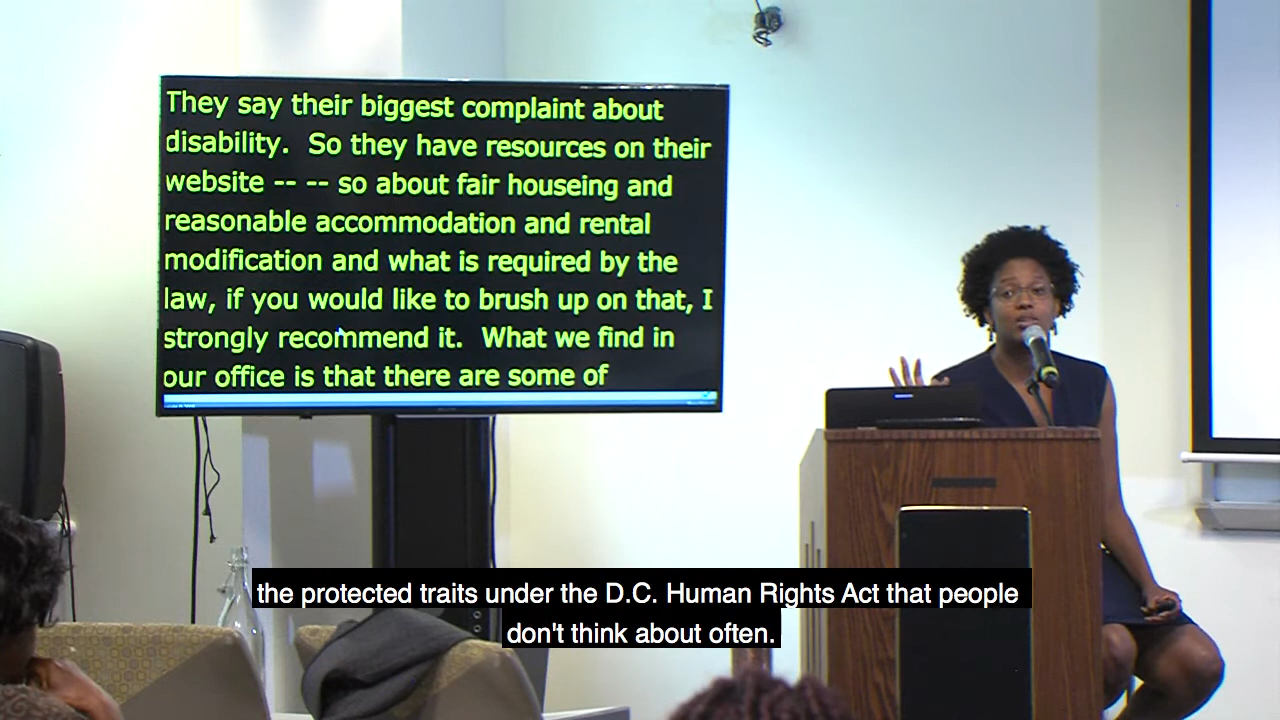 They say their biggest complaint about
disability. So they have resources on their
website -- -- so about fair houseing and
reasonable accommodation and rental
modification and what is required by the
law, if you would like to brush up on that, I
strongly recommend it. What we find in
our office is that there are some of
the protected traits under the D.C. Human Rights Act that people
don't think about often.